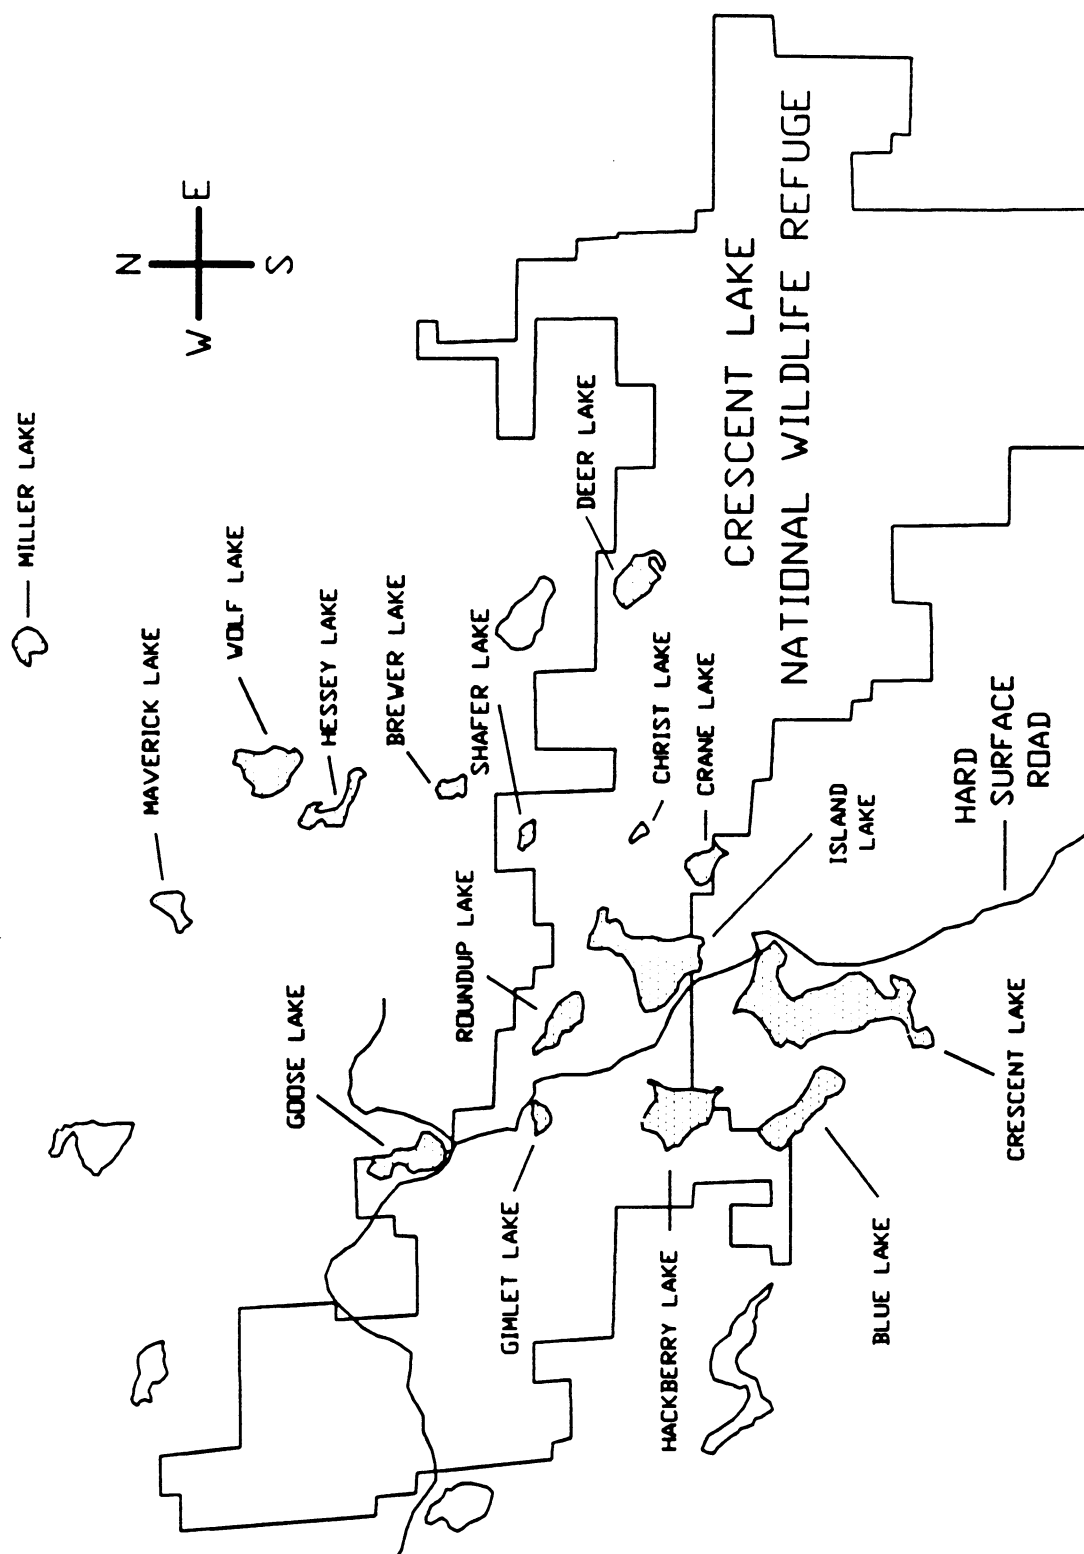 N
W
E
S
MILLER LAKE
MAVERICK LAKE
WOLF LAKE
HESSEY LAKE
BREWER LAKE
SHAFER LAKE
DEER LAKE
CHRIST LAKE
CRANE LAKE
ISLAND
LAKE
ROUNDUP LAKE
GOOSE LAKE
GIMLET LAKE
HACKBERRY LAKE
BLUE LAKE
CRESCENT LAKE
CRESCENT LAKE
NATIONAL WILDLIFE REFUGE
HARD
SURFACE
ROAD